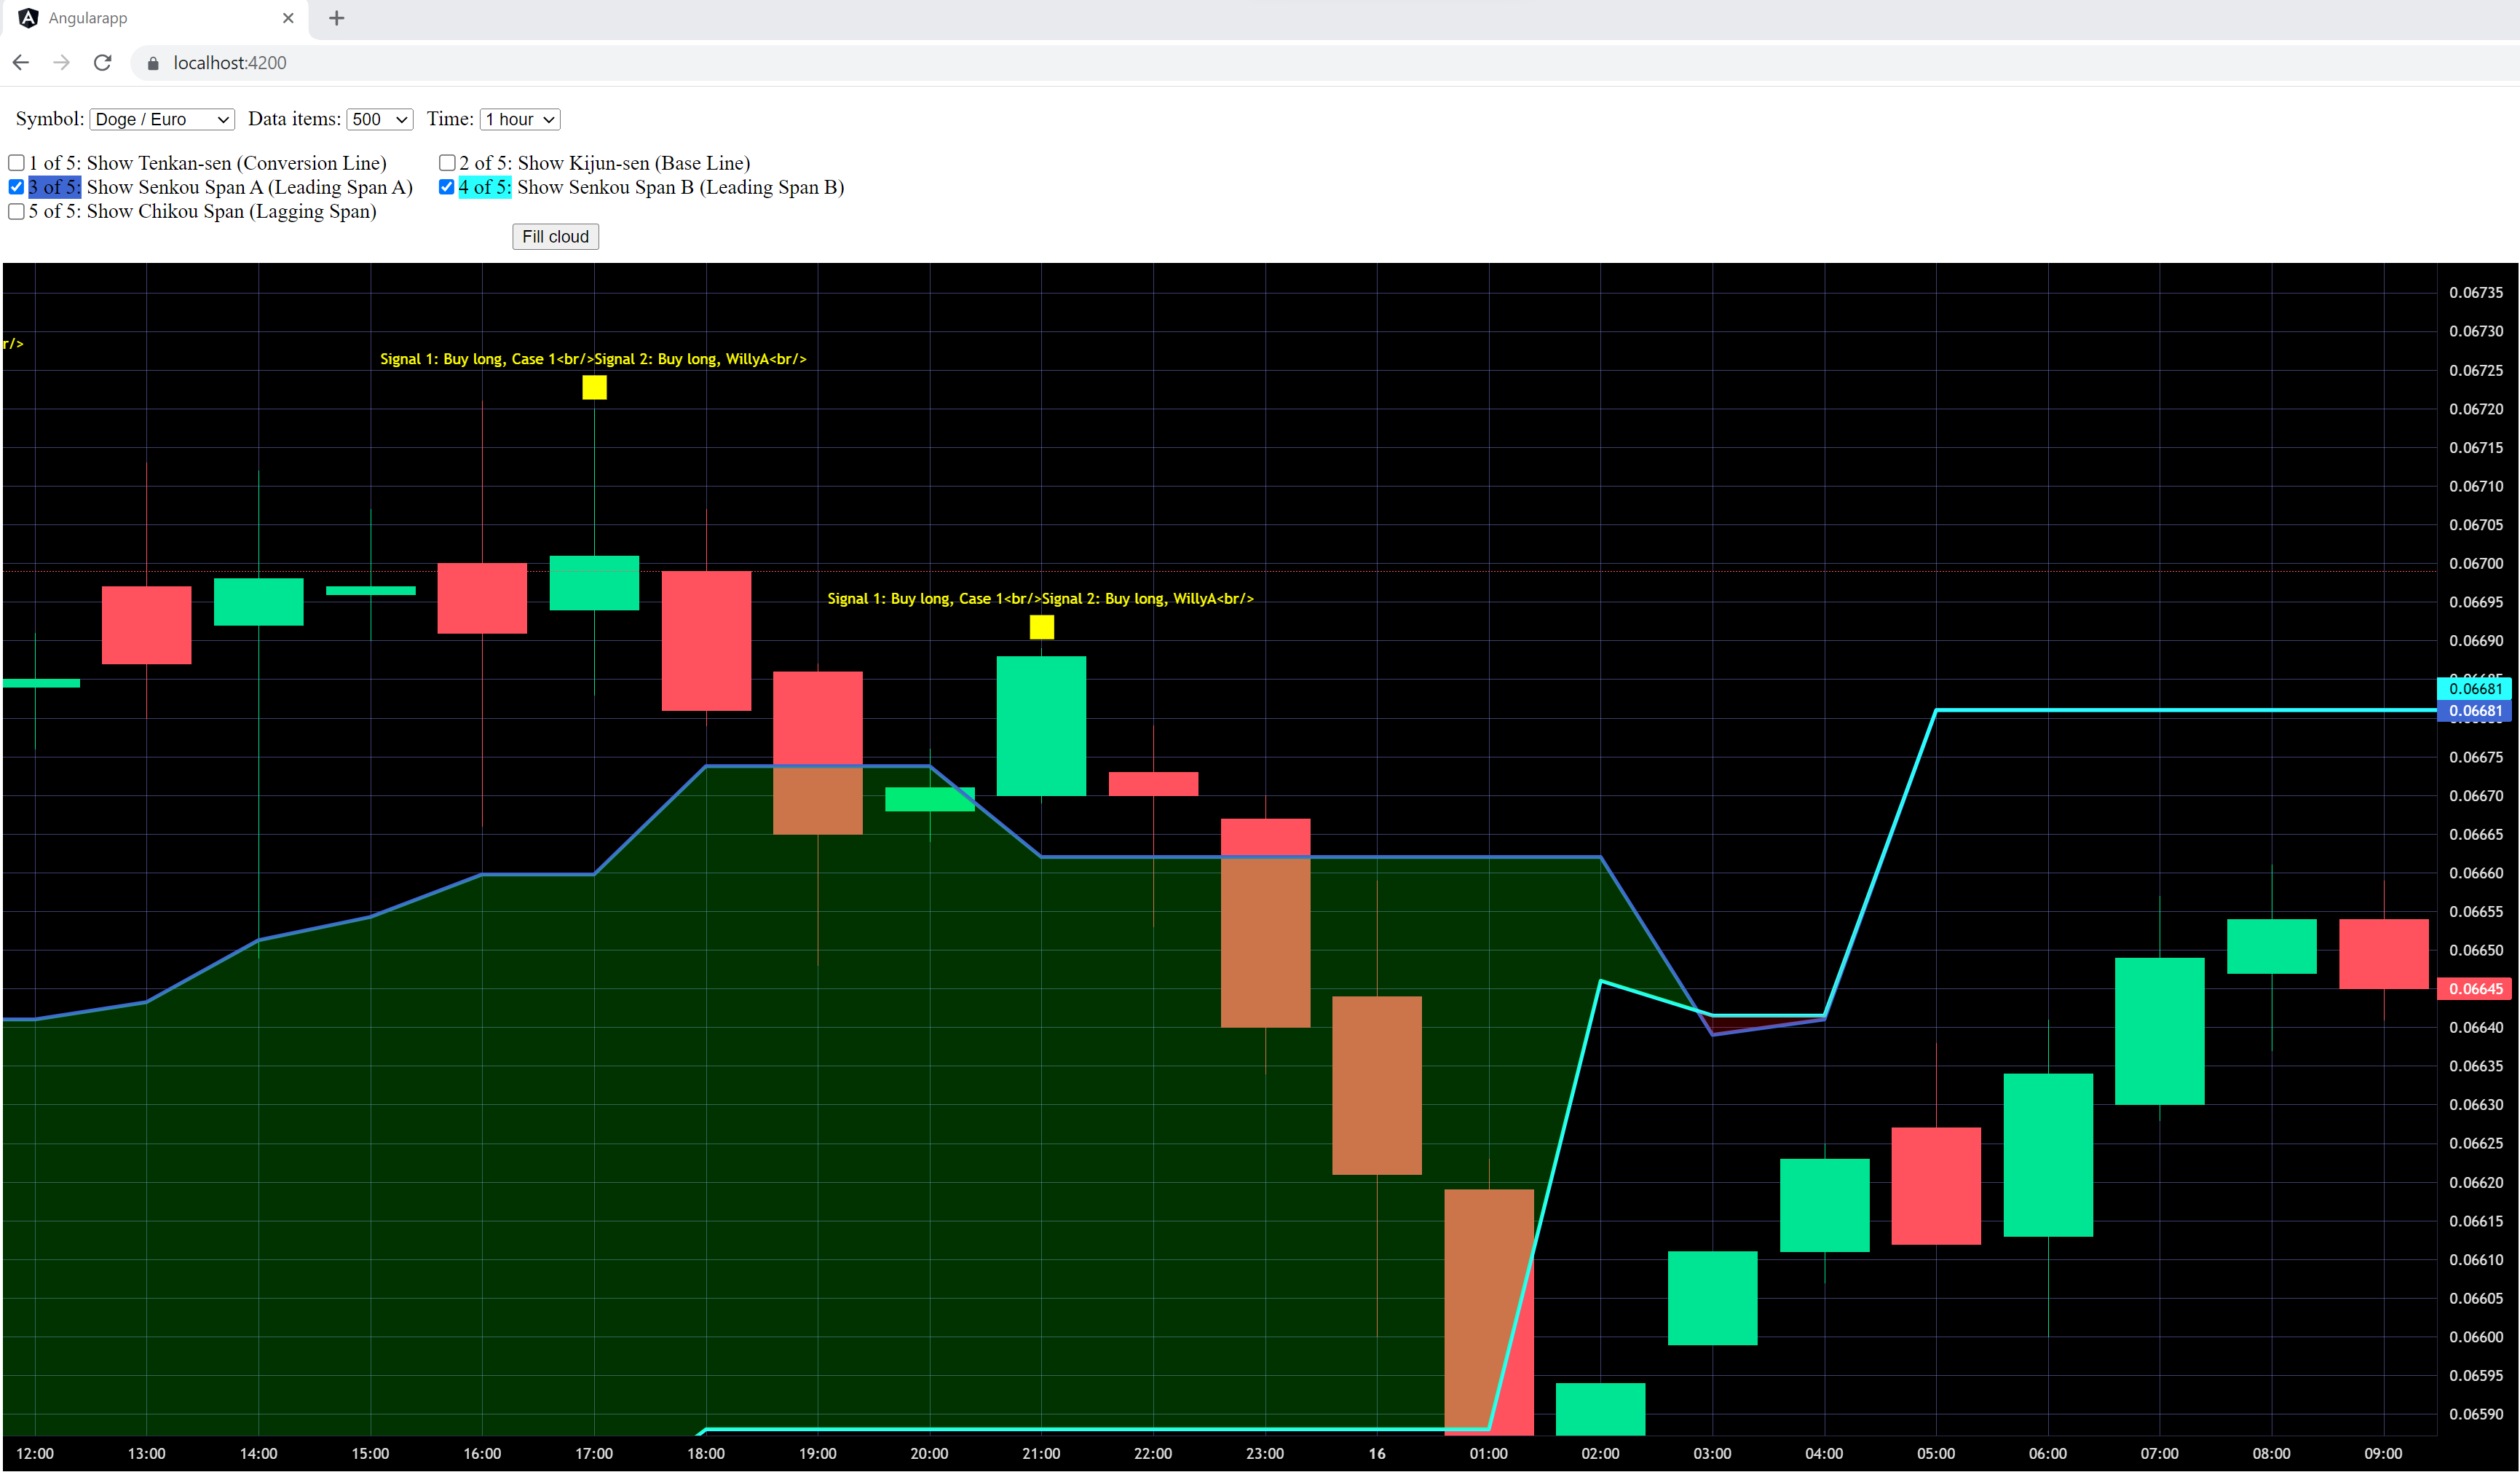 Angularapp
localhost:4200
Symbol: Doge / Euro Data items: 500 Time: 1 hour
1 of 5: Show Tenkan-sen (Conversion Line) 2 of 5: Show Kijun-sen (Base Line)
3 of 5: Show Senkou Span A (Leading Span A) 4 of 5: Show Senkou Span B (Leading Span B)
5 of 5: Show Chikou Span (Lagging Span)
Fill cloud
0.06735
0.06730
r/>
Signal 1: Buy long, Case 1<br/>Signal 2: Buy long, WillyA<br/>
0.06725
0.06720
0.06715
0.06710
0.06705
0.06700
Signal 1: Buy long, Case 1<br/>Signal 2: Buy long, WillyA<br/>
0.06695
0.06690
0.06681
0.06681
0.06675
0.06670
0.06665
0.06660
0.06655
0.06650
0.06645
0.06640
0.06635
0.06630
0.06625
0.06620
0.06615
0.06610
0.06605
0.06600
0.06595
0.06590
12:00 13:00 14:00 15:00 16:00 17:00 18:00 19:00 20:00 21:00 22:00 23:00 16 01:00 02:00 03:00 04:00 05:00 06:00 07:00 08:00 09:00